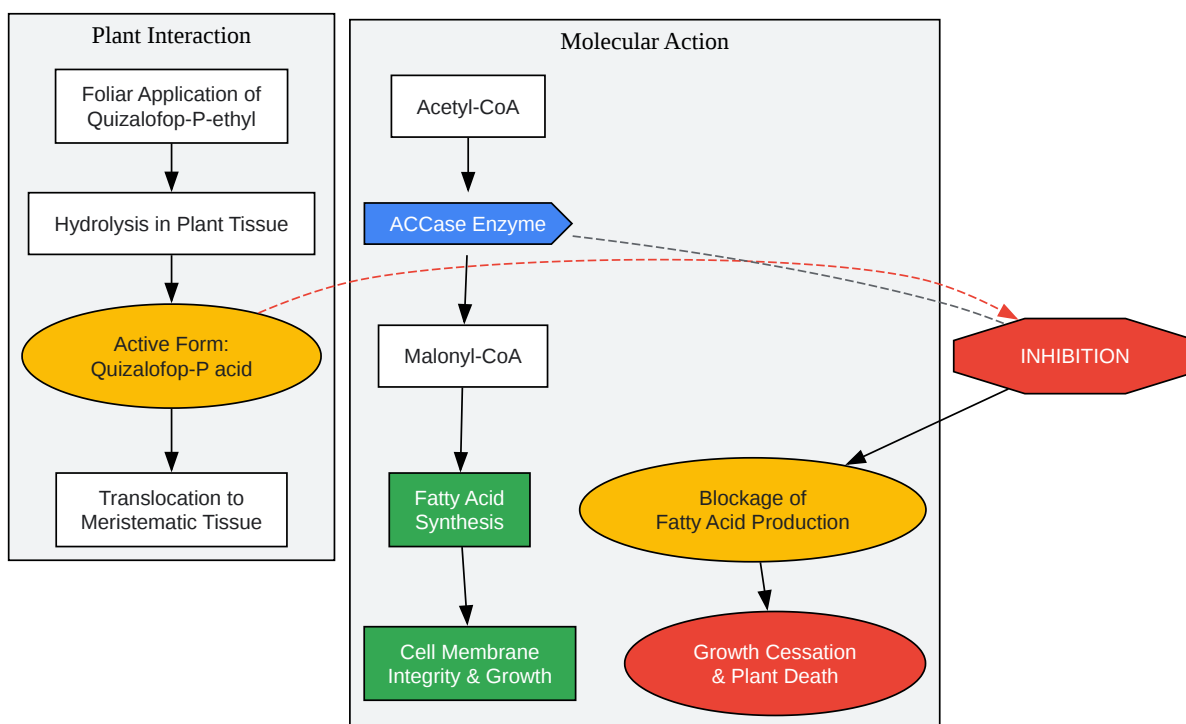 Plant Interaction
Foliar Application of
Quizalofop-P-ethyl
Hydrolysis in Plant Tissue
Active Form:
Quizalofop-P acid
Translocation to
Meristematic Tissue
Molecular Action
Acetyl-CoA
ACCase Enzyme
Malonyl-CoA
Fatty Acid
Synthesis
Cell Membrane
Integrity & Growth
INHIBITION
Blockage of
Fatty Acid Production
Growth Cessation
& Plant Death